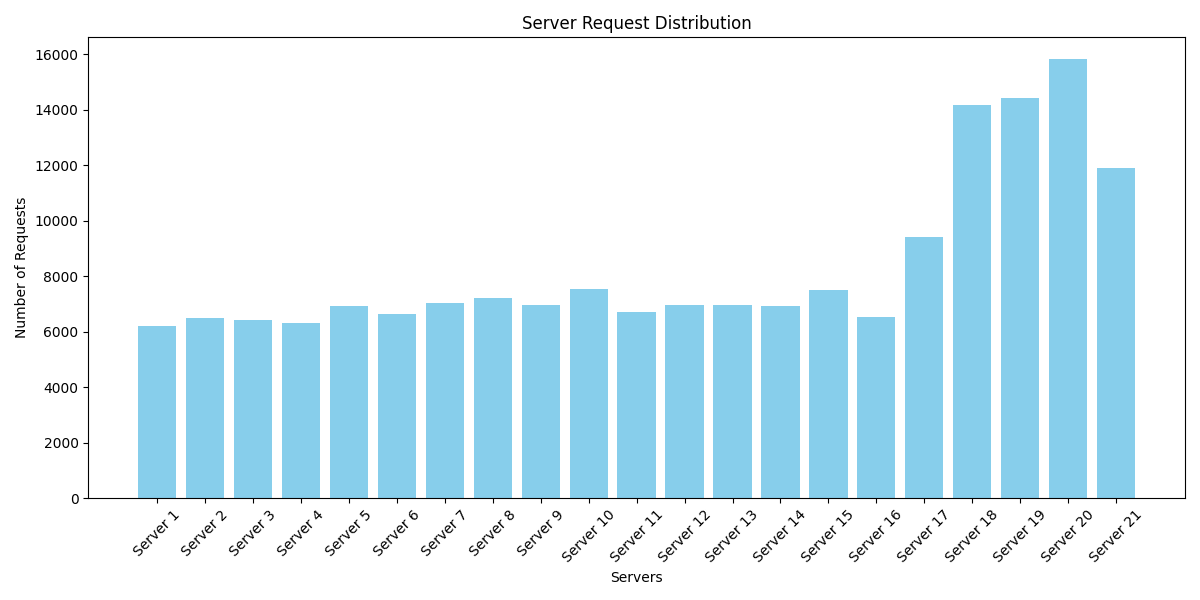 Server Request Distribution
Number of Requests
16000
14000
12000
10000
8000
6000
4000
2000
0
Server 1
Server 2
Server 3
Server 4
Server 5
Server 6
Server 7
Server 8
Server 9
Server 10
Server 11
Server 12
Server 13
Server 14
Server 15
Server 16
Server 17
Server 18
Server 19
Server 20
Server 21
Servers